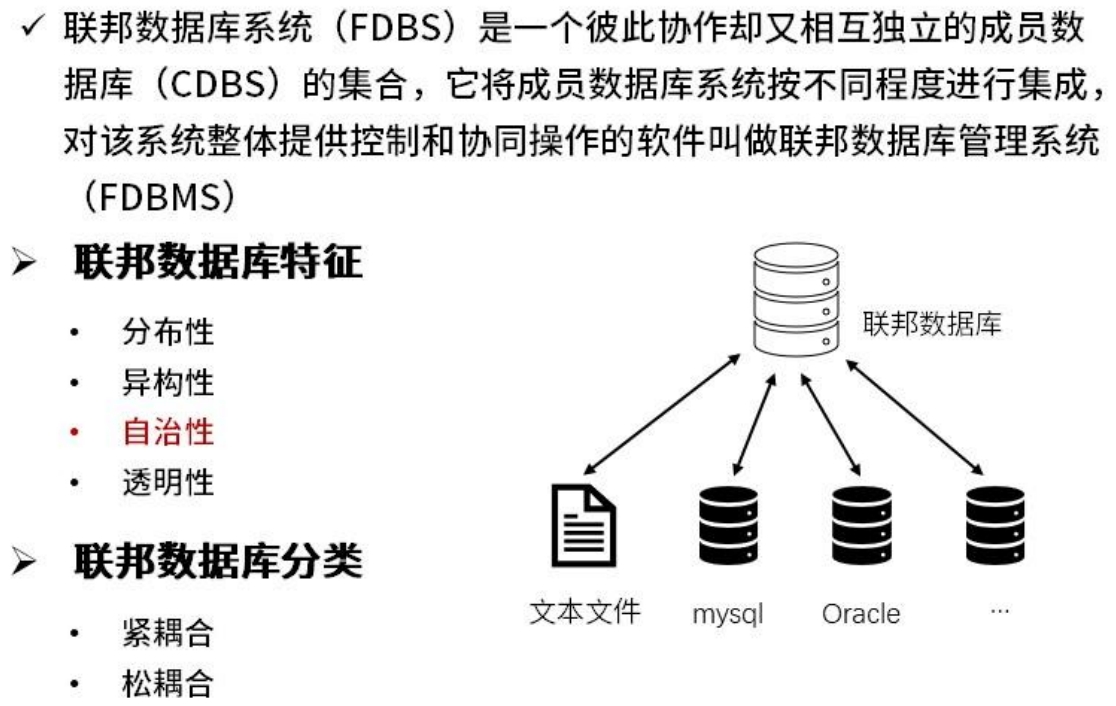 ✓ 联邦数据库系统（FDBS）是一个彼此协作却又相互独立的成员数
据库（CDBS）的集合，它将成员数据库系统按不同程度进行集成，
对该系统整体提供控制和协同操作的软件叫做联邦数据库管理系统
（FDBMS）
➢ 联邦数据库特征
• 分布性
• 异构性
• 自治性
• 透明性
➢ 联邦数据库分类
• 紧耦合
• 松耦合
联邦数据库
文本文件 mysql Oracle ...